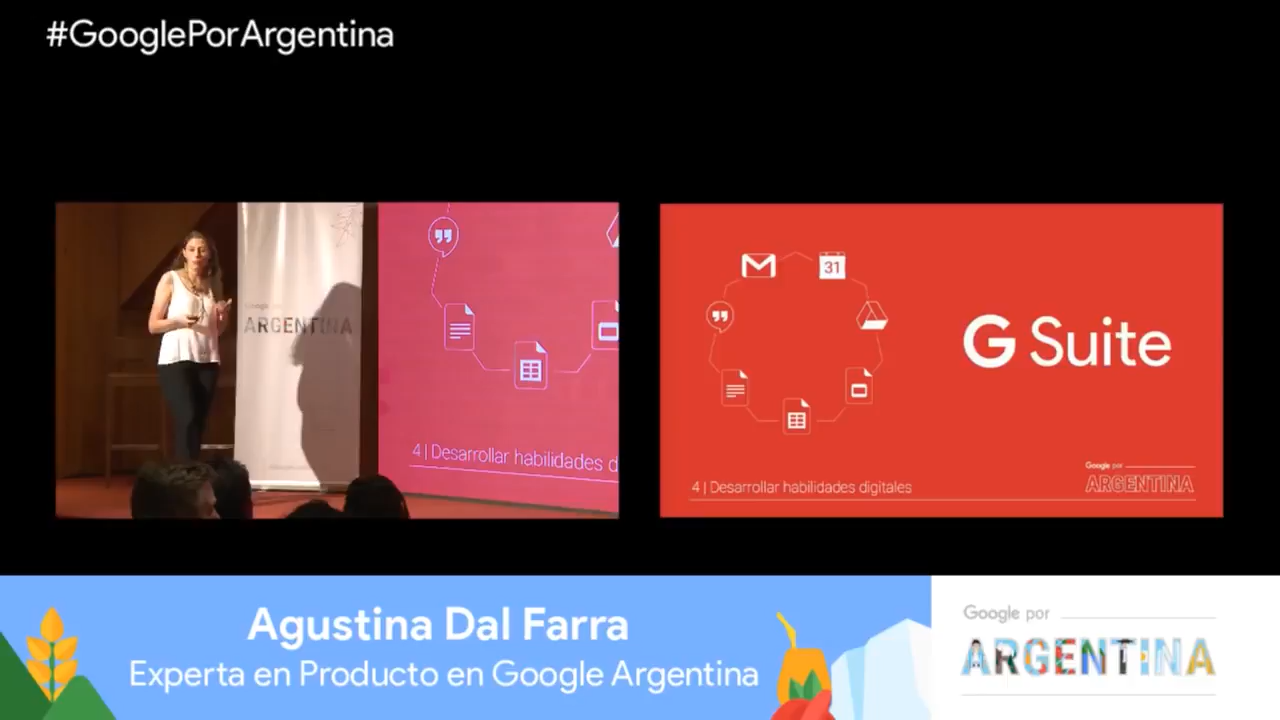 #GooglePorArgentina
Google por
ARGENTINA
4 | Desarrollar habilidades d
31
G Suite
4 | Desarrollar habilidades digitales
Google por
ARGENTINA
Agustina Dal Farra
Experta en Producto en Google Argentina
Google por
ARGENTINA